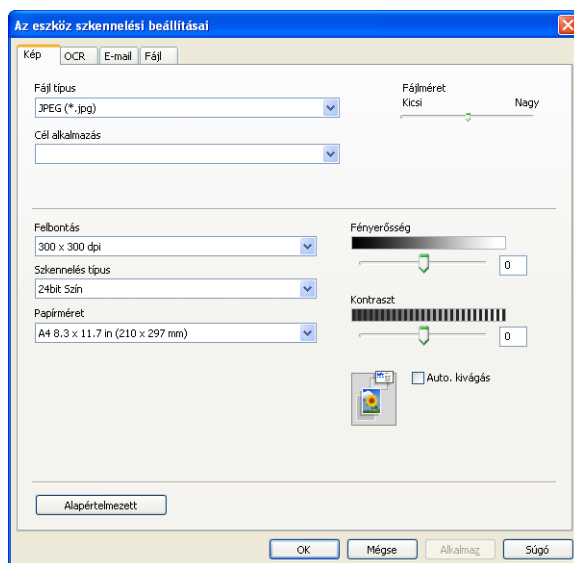 Az eszköz szkennelési beállításai
Kép OCR E-mail Fájl
Fájl típus
JPEG (*.jpg)
Fájlméret
Kicsi Nagy
Cél alkalmazás
Felbontás
300 x 300 dpi
Szkennelés típus
24bit Szín
Papírméret
A4 8.3 x 11.7 in (210 x 297 mm)
Fényerősség
0
Kontraszt
0
Auto. kivágás
Alapértelmezett
OK Mégse Alkalmaz Súgó